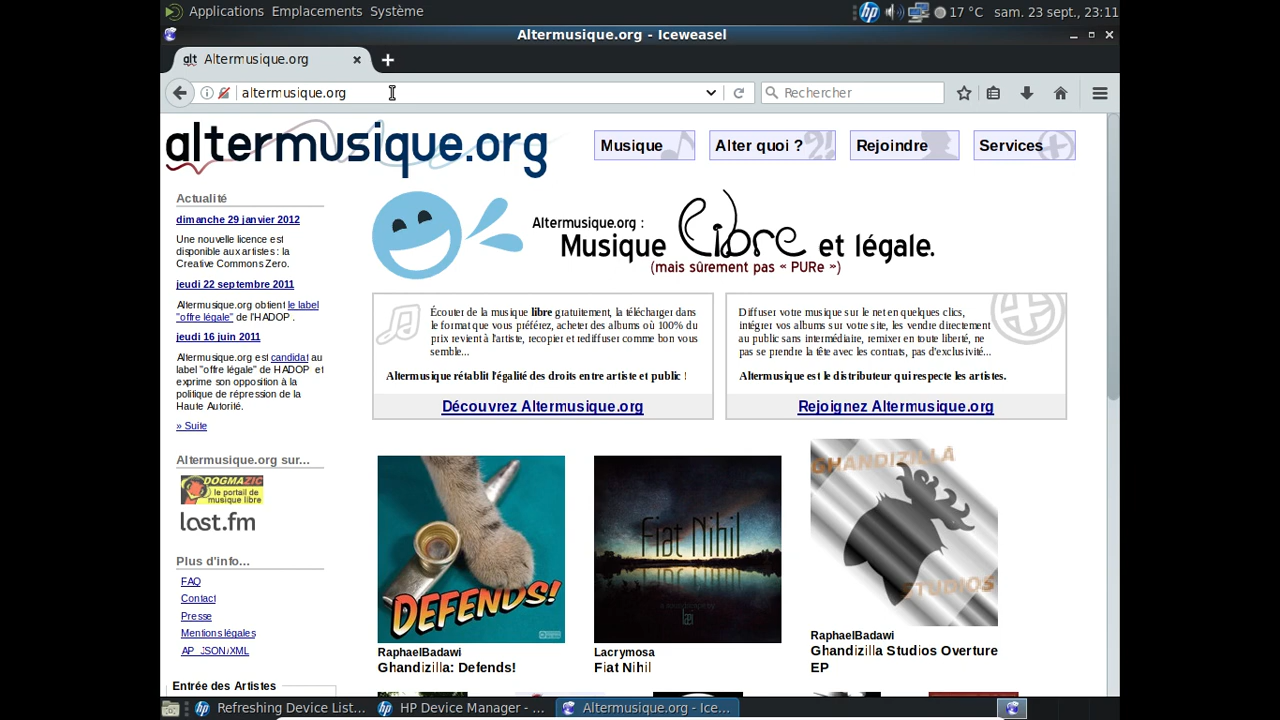 Applications Emplacements Système
17 °C sam. 23 sept., 23:11
Altermusique.org - Iceweasel
alt Altermusique.org
altermusique.org
Rechercher
altermusique.org
Musique
Alter quoi ?
Rejoindre
Services
Actualité
dimanche 29 janvier 2012
Une nouvelle licence est
disponible aux artistes : la
Creative Commons Zero.
jeudi 22 septembre 2011
Altermusique.org obtient le label
"offre légale" de l'HADOP .
jeudi 16 juin 2011
Altermusique.org est candidat au
label "offre légale" de HADOP et
exprime son opposition à la
politique de répression de la
Haute Autorité.
» Suite
Altermusique.org sur...
DOGMAZIC
le portail de
musique libre
last.fm
Plus d'info...
FAQ
Contact
Presse
Mentions légales
AP JSON/XML
Entrée des Artistes
Altermusique.org :
Musique libre et légale.
(mais sûrement pas « PURe »)
Écouter de la musique libre gratuitement, la télécharger dans
le format que vous préférez, acheter des albums où 100% du
prix revient à l'artiste, recopier et rediffuser comme bon vous
semble...
Altermusique rétablit l'égalité des droits entre artiste et public !
Découvrez Altermusique.org
Diffuser votre musique sur le net en quelques clics,
intégrer vos albums sur votre site, les vendre directement
au public sans intermédiaire, remixer en toute liberté, ne
pas se prendre la tête avec les contrats, pas d'exclusivité...
Altermusique est le distributeur qui respecte les artistes.
Rejoignez Altermusique.org
DEFENDS!
RaphaelBadawi
Ghandizilla: Defends!
Fiat Nihil
Lacrymosa
Fiat Nihil
GHANDIZILLA
STUDIOS
RaphaelBadawi
Ghandizilla Studios Overture
EP
Refreshing Device List...
HP Device Manager - ...
Altermusique.org - Ice...